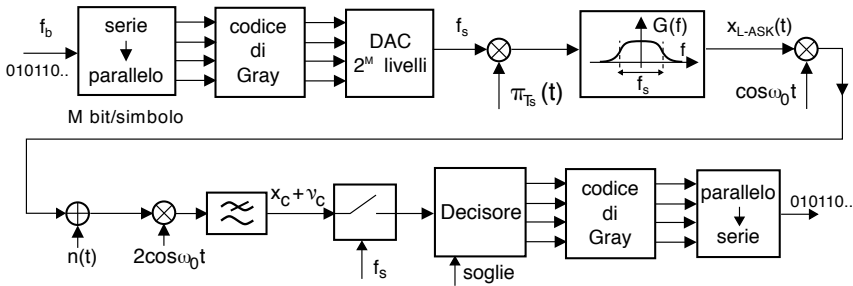 f_b
010110..
serie
parallelo
M bit/simbolo
codice
di
Gray
DAC
2^M livelli
f_s
π_Ts(t)
G(f)
f
f_s
x_L-ASK(t)
cosω_0t
n(t)
2cosω_0t
x_C + ν_C
f_s
Decisore
soglie
codice
di
Gray
parallelo
serie
010110..